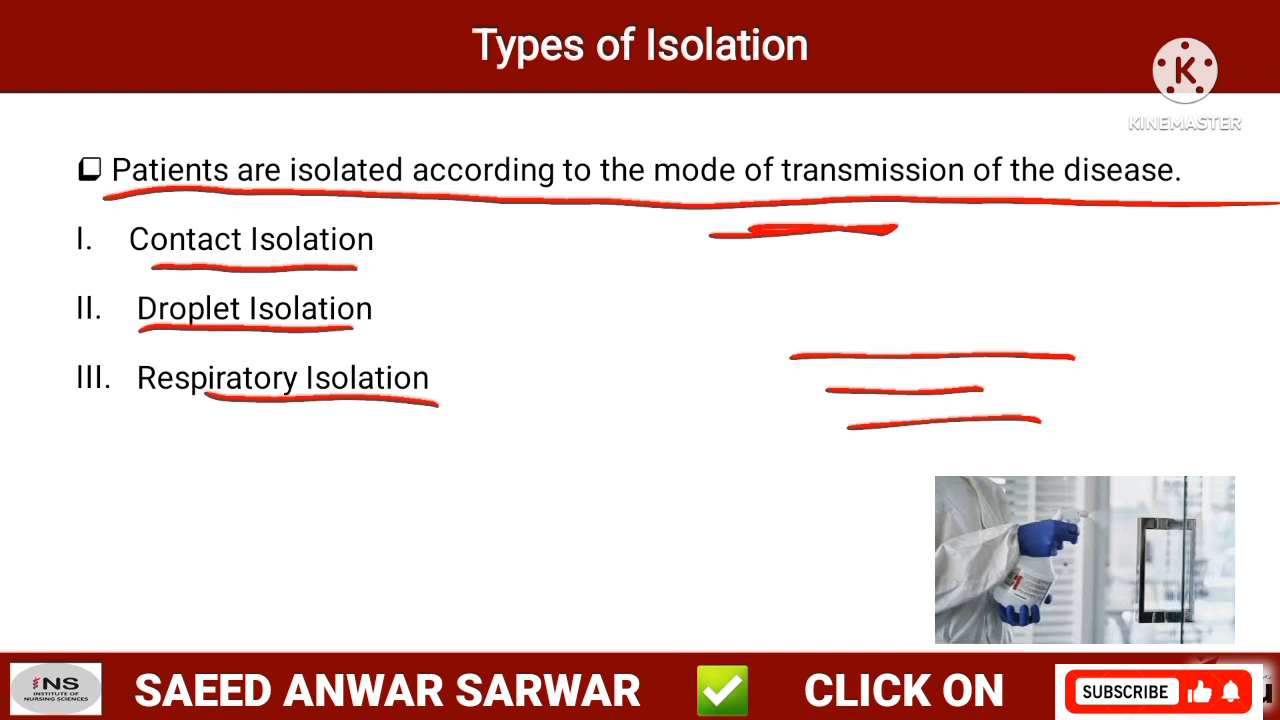 Types of Isolation
K
KINEMASTER
Patients are isolated according to the mode of transmission of the disease.
I. Contact Isolation
II. Droplet Isolation
III. Respiratory Isolation
INS
INSTITUTE OF
NURSING SCIENCES
SAEED ANWAR SARWAR
CLICK ON
SUBSCRIBE